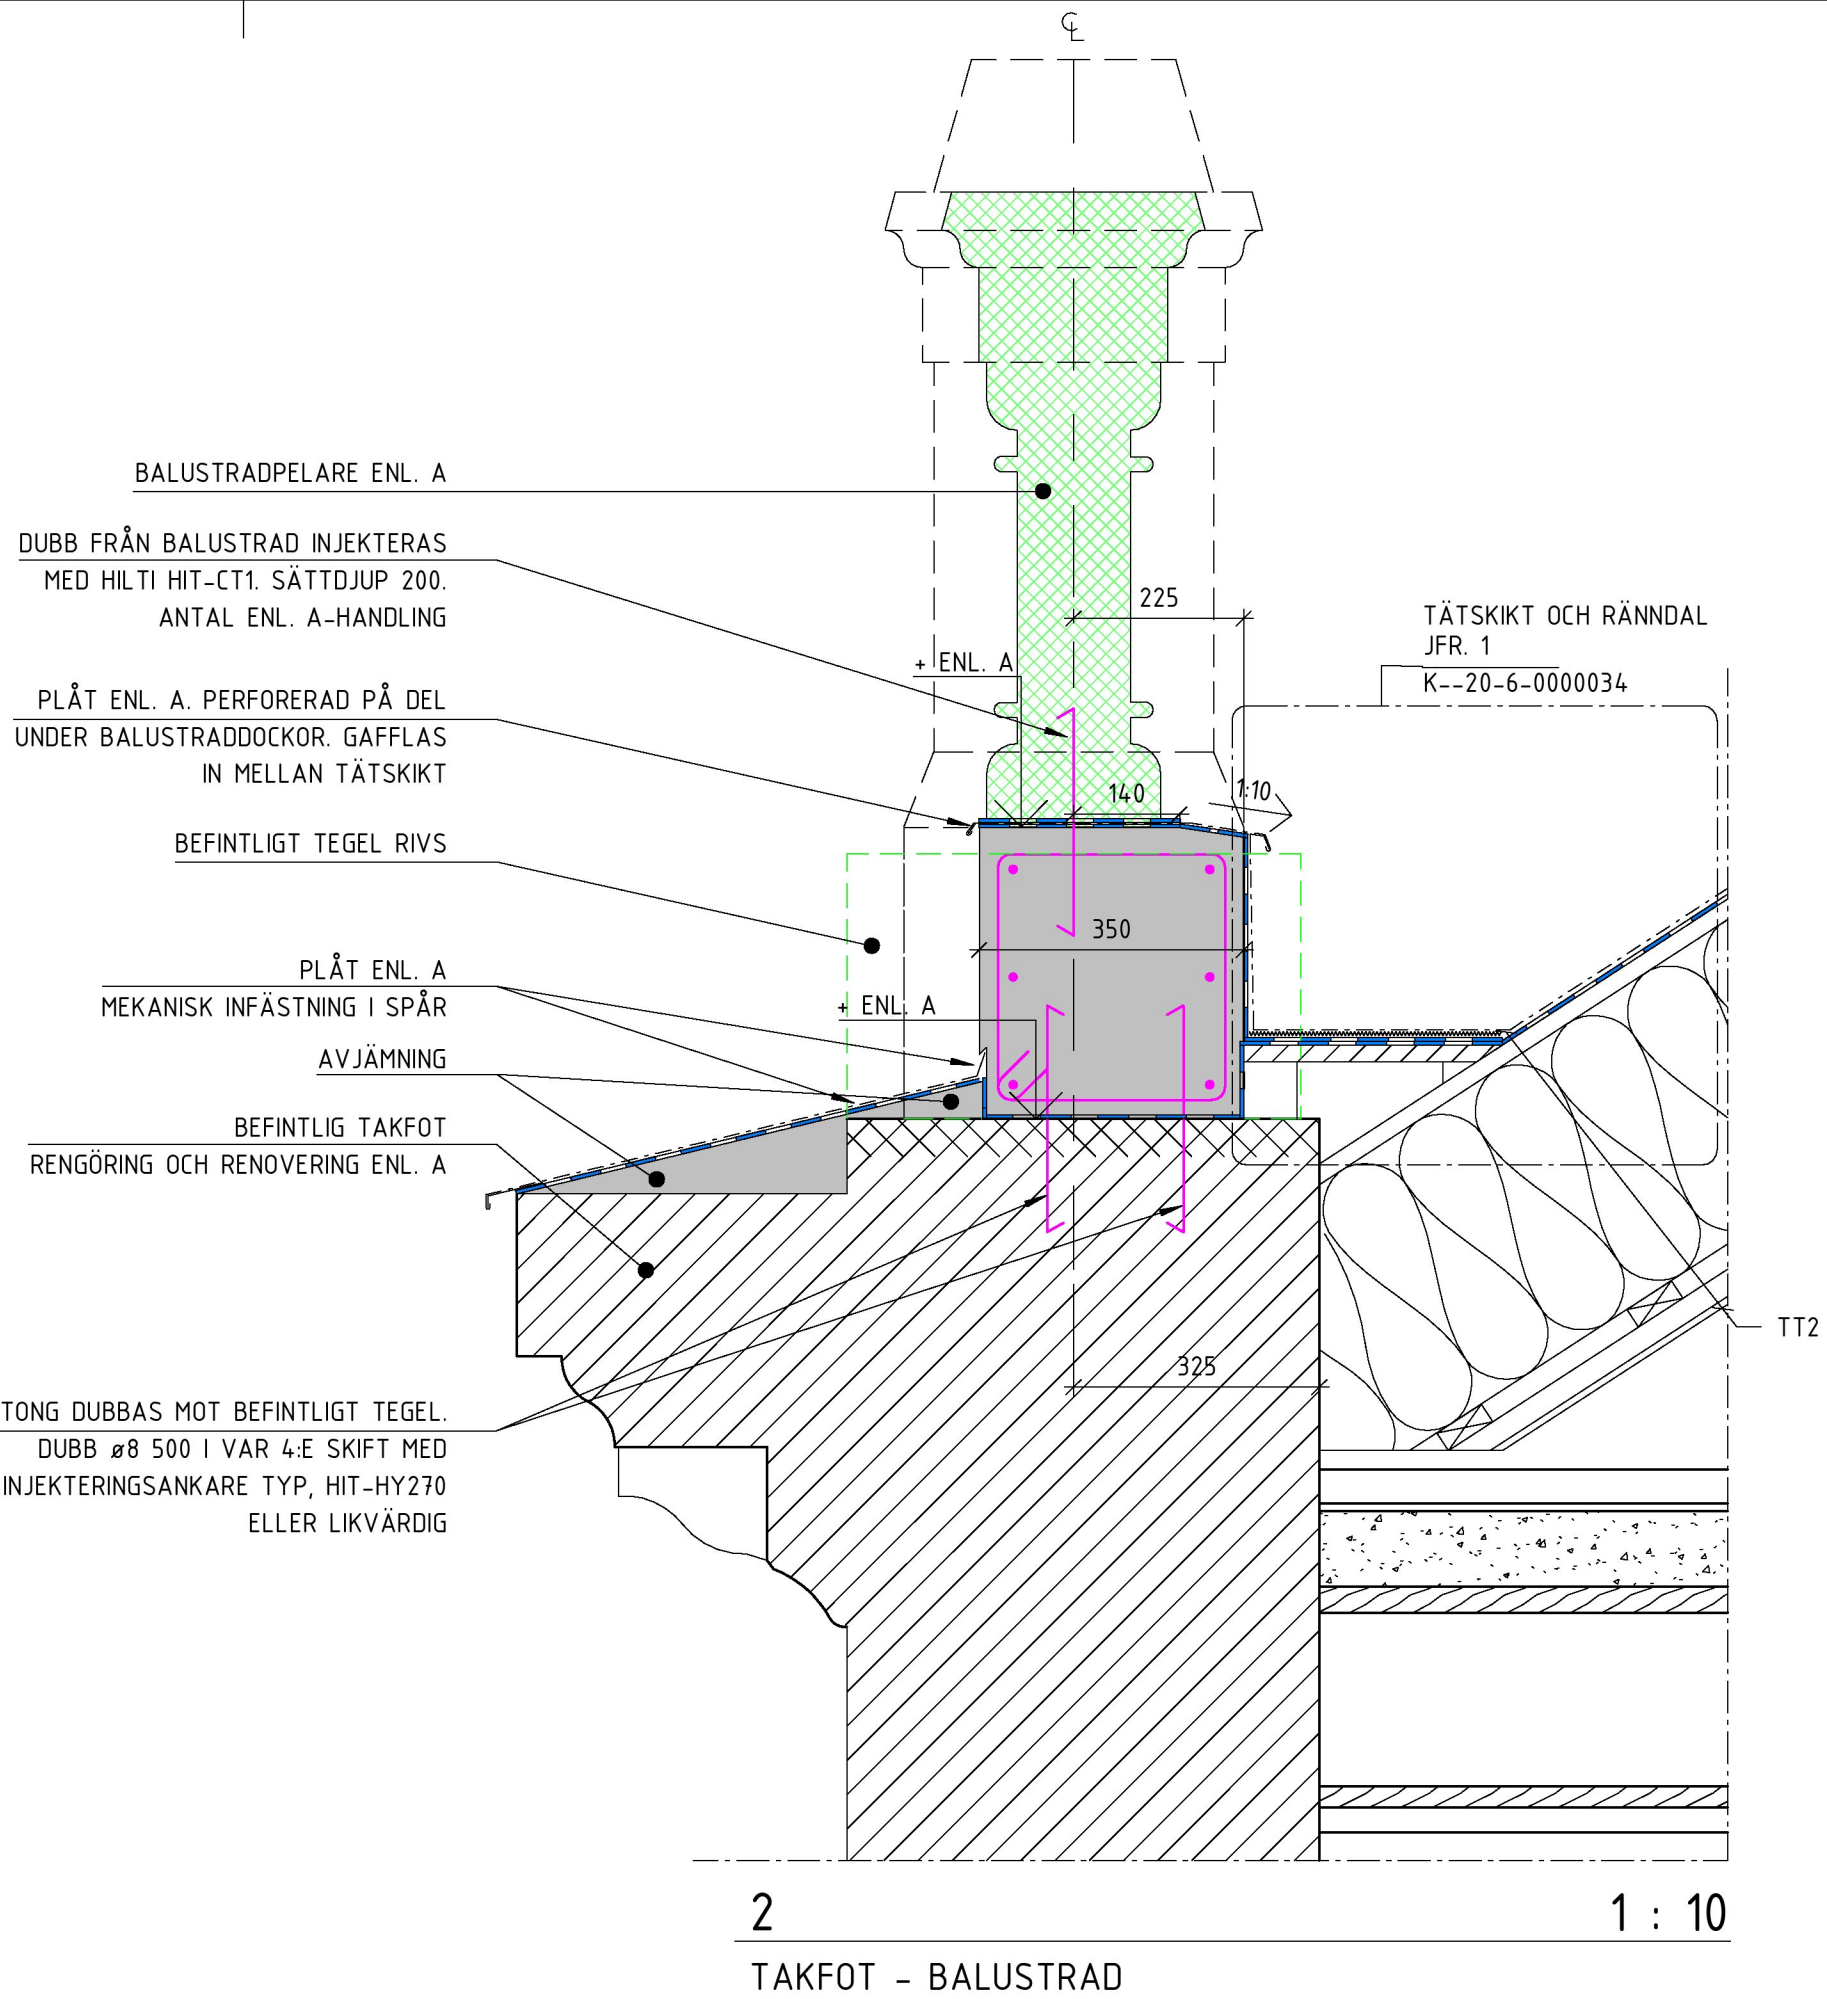 ℄
BALUSTRADPELARE ENL. A
DUBB FRÅN BALUSTRAD INJEKTERAS
MED HILTI HIT-CT1. SÄTTDJUP 200.
ANTAL ENL. A-HANDLING
225
TÄTSKIKT OCH RÄNNDAL
JFR. 1
K--20-6-0000034
+ ENL. A
PLÅT ENL. A. PERFORERAD PÅ DEL
UNDER BALUSTRADDOCKOR. GAFFLAS
IN MELLAN TÄTSKIKT
140
1:10
BEFINTLIGT TEGEL RIVS
350
PLÅT ENL. A
MEKANISK INFÄSTNING I SPÅR
+ ENL. A
AVJÄMNING
BEFINTLIG TAKFOT
RENGÖRING OCH RENOVERING ENL. A
TT2
325
TONG DUBBAS MOT BEFINTLIGT TEGEL.
DUBB ø8 500 I VAR 4:E SKIFT MED
INJEKTERINGSANKARE TYP, HIT-HY270
ELLER LIKVÄRDIG
2
1 : 10
TAKFOT - BALUSTRAD